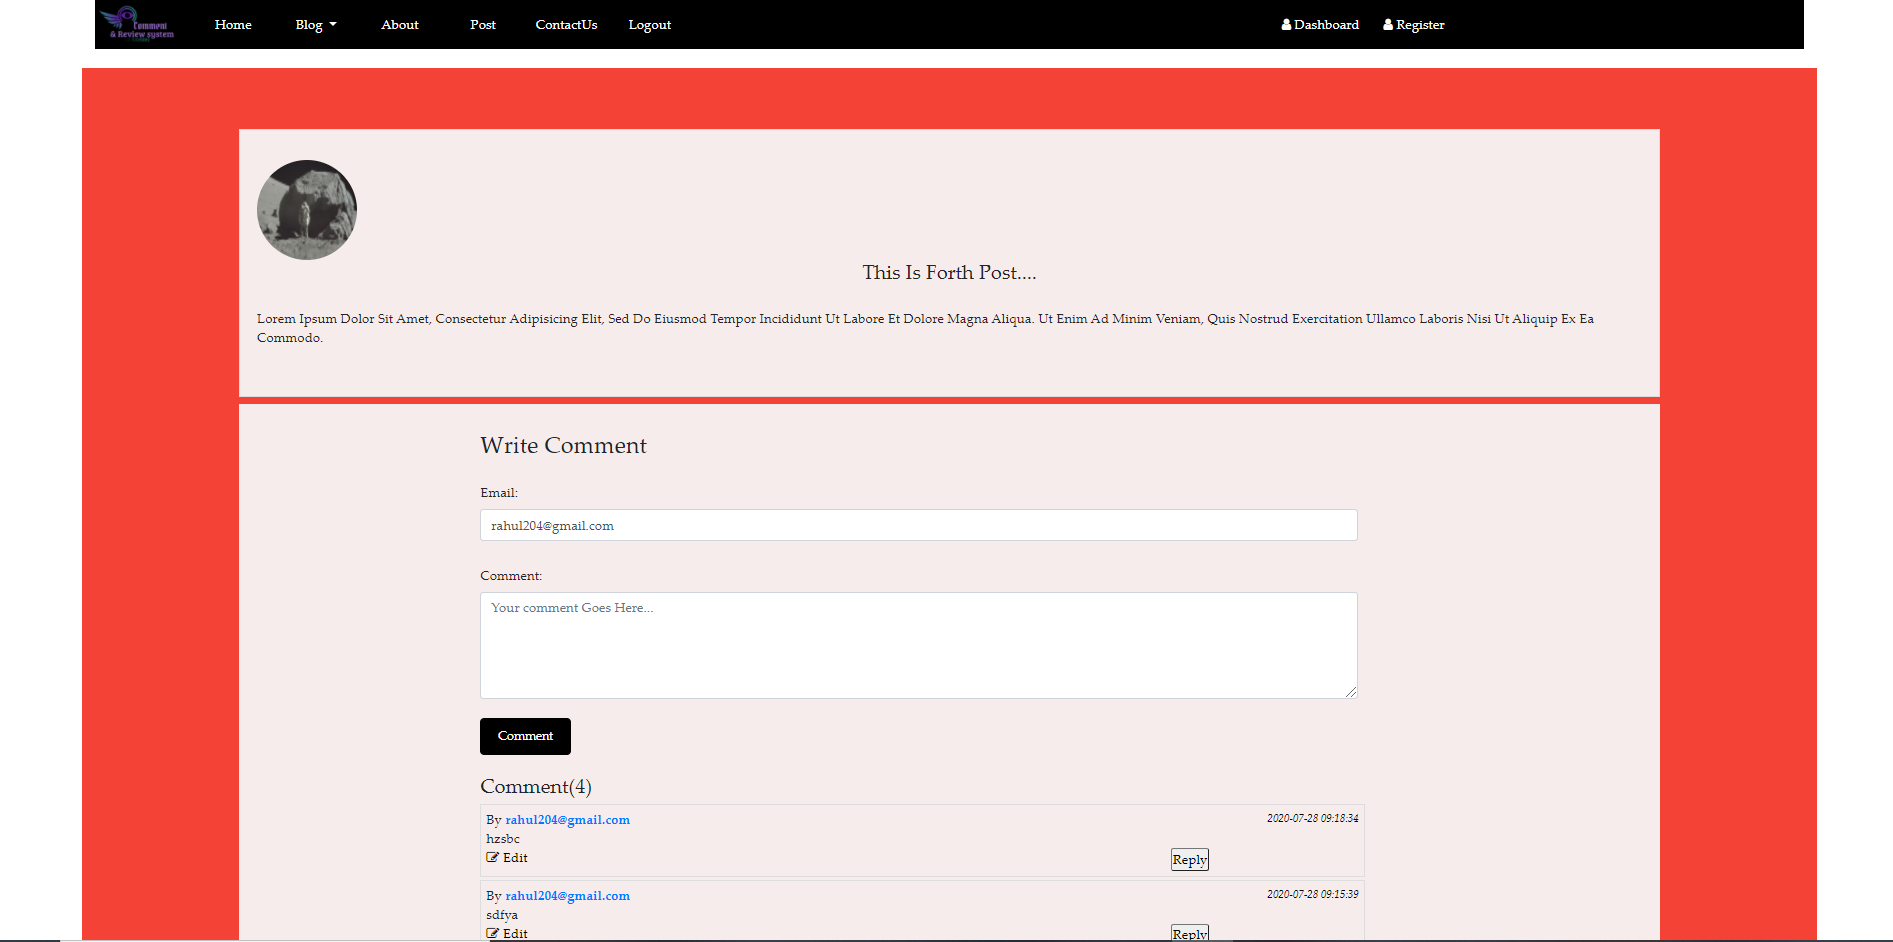 Comment
& Review system
Home Blog About Post ContactUs Logout Dashboard Register
This Is Forth Post....
Lorem Ipsum Dolor Sit Amet, Consectetur Adipisicing Elit, Sed Do Eiusmod Tempor Incididunt Ut Labore Et Dolore Magna Aliqua. Ut Enim Ad Minim Veniam, Quis Nostrud Exercitation Ullamco Laboris Nisi Ut Aliquip Ex Ea
Commodo.
Write Comment
Email:
rahul204@gmail.com
Comment:
Your comment Goes Here...
Comment
Comment(4)
By rahul204@gmail.com 2020-07-28 09:18:34
hzsbc
Edit Reply
By rahul204@gmail.com 2020-07-28 09:15:39
sdfya
Edit Reply